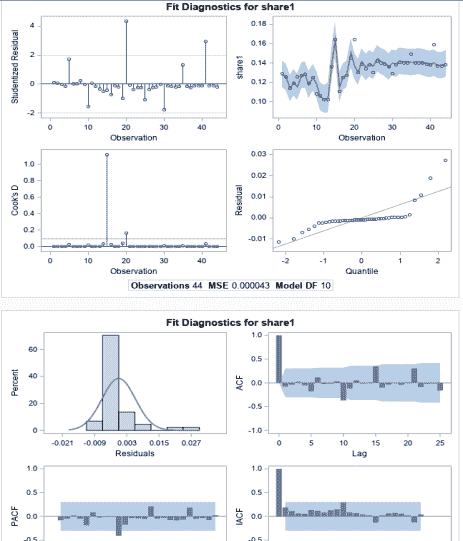 Fit Diagnostics for share1
Studentized Residual
4
2
0
-2
0 10 20 30 40
Observation
share1
0.18
0.16
0.14
0.12
0.10
0 10 20 30 40
Observation
Cook's D
1.0
0.8
0.6
0.4
0.2
0.0
0 10 20 30 40
Observation
Residual
0.03
0.02
0.01
0.00
-0.01
-2 -1 0 1 2
Quantile
Observations 44 MSE 0.000043 Model DF 10
Fit Diagnostics for share1
Percent
60
40
20
0
-0.021 -0.009 0.003 0.015 0.027
Residuals
ACF
1.0
0.5
0.0
-0.5
-1.0
0 5 10 15 20 25
Lag
PACF
1.0
0.5
0.0
-0.5
IACF
1.0
0.5
0.0
-0.5